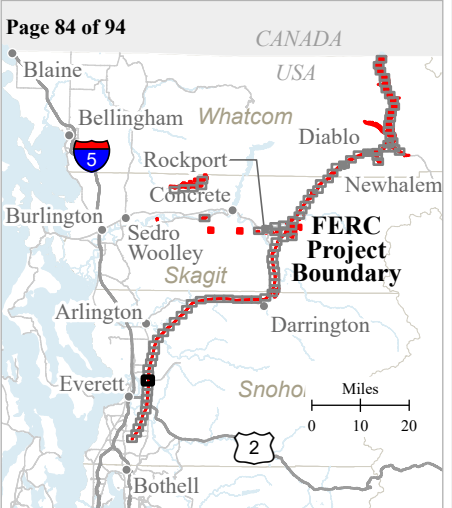 Page 84 of 94
CANADA
USA
Blaine
Bellingham
Whatcom
5
Diablo
Rockport
Newhalem
Concrete
Burlington
Sedro
Woolley
FERC
Project
Boundary
Skagit
Arlington
Darrington
Everett
Snoho
Miles
0 10 20
2
Bothell